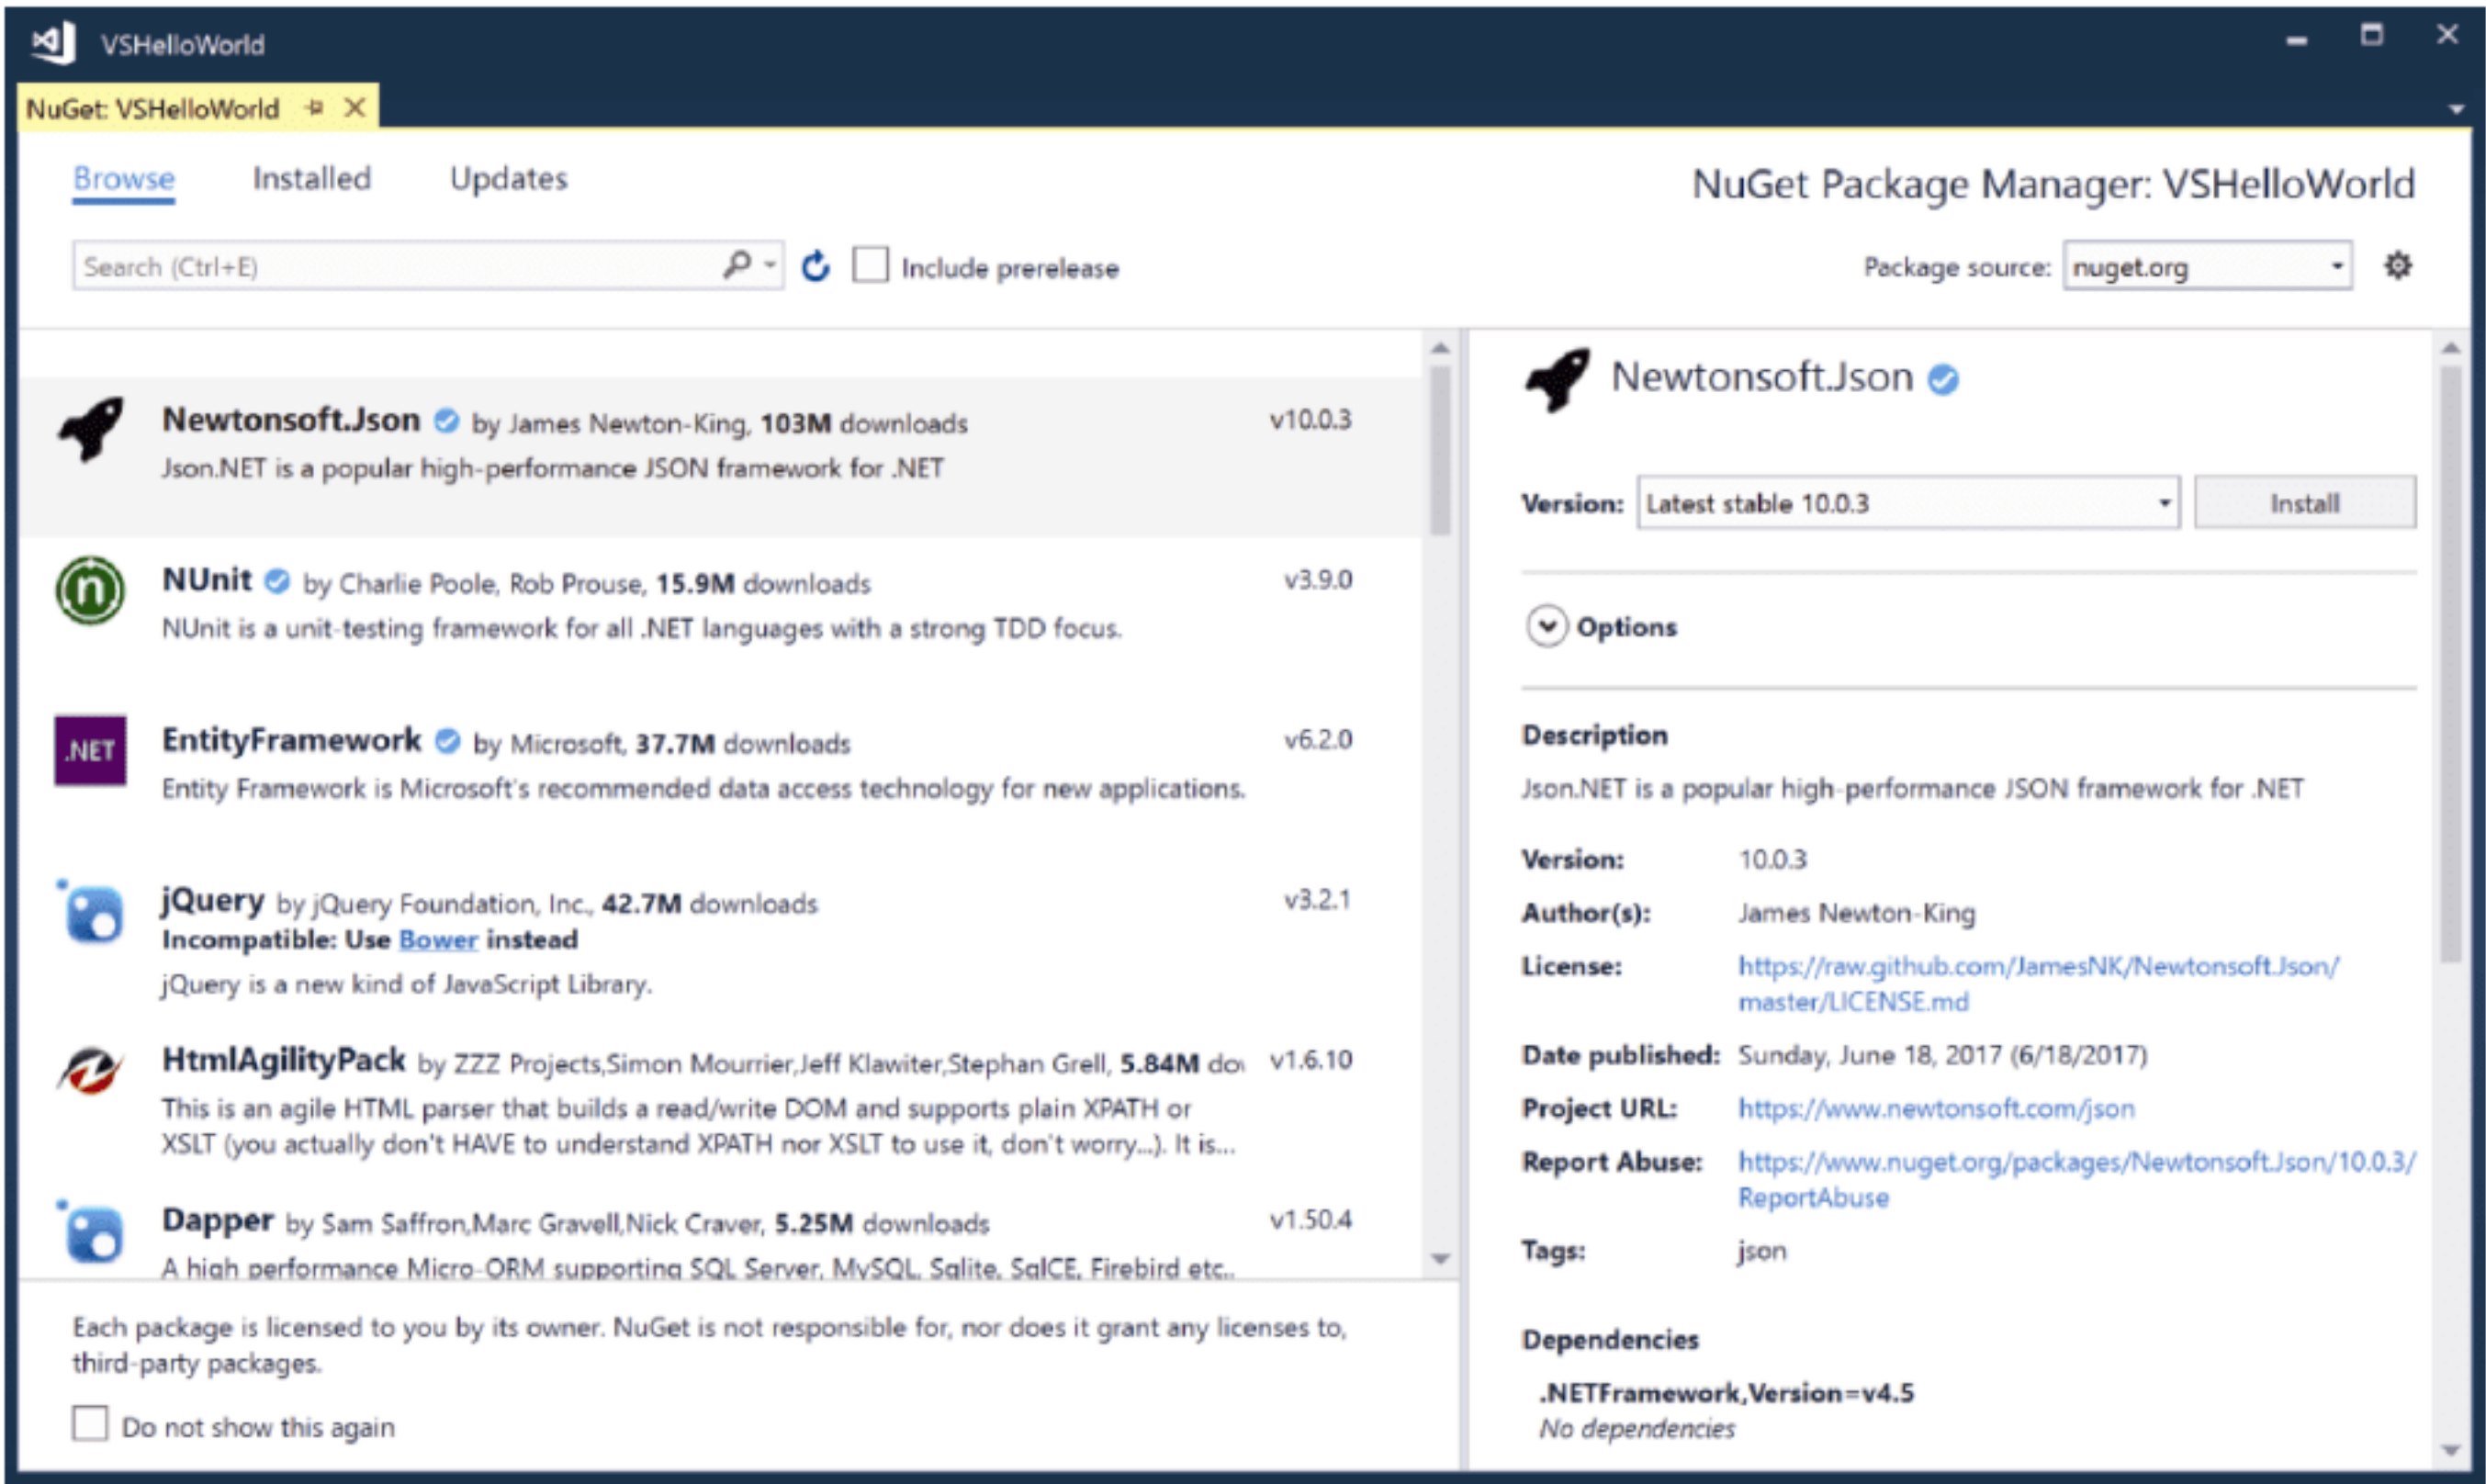 VSHelloWorld
NuGet: VSHelloWorld
Browse Installed Updates
NuGet Package Manager: VSHelloWorld
Search (Ctrl+E)
Include prerelease
Package source: nuget.org
Newtonsoft.Json by James Newton-King, 103M downloads v10.0.3
Json.NET is a popular high-performance JSON framework for .NET
n
NUnit by Charlie Poole, Rob Prouse, 15.9M downloads v3.9.0
NUnit is a unit-testing framework for all .NET languages with a strong TDD focus.
.NET
EntityFramework by Microsoft, 37.7M downloads v6.2.0
Entity Framework is Microsoft's recommended data access technology for new applications.
jQuery by jQuery Foundation, Inc., 42.7M downloads v3.2.1
Incompatible: Use Bower instead
jQuery is a new kind of JavaScript Library.
HtmlAgilityPack by ZZZ Projects,Simon Mourrier,Jeff Klawiter,Stephan Grell, 5.84M dow v1.6.10
This is an agile HTML parser that builds a read/write DOM and supports plain XPATH or
XSLT (you actually don't HAVE to understand XPATH nor XSLT to use it, don't worry...). It is...
Dapper by Sam Saffron,Marc Gravell,Nick Craver, 5.25M downloads v1.50.4
A high performance Micro-ORM supporting SQL Server, MySQL, Sqlite, SqlCE, Firebird etc..
Each package is licensed to you by its owner. NuGet is not responsible for, nor does it grant any licenses to,
third-party packages.
Do not show this again
Newtonsoft.Json
Version: Latest stable 10.0.3 Install
Options
Description
Json.NET is a popular high-performance JSON framework for .NET
Version: 10.0.3
Author(s): James Newton-King
License: https://raw.github.com/JamesNK/Newtonsoft.Json/
master/LICENSE.md
Date published: Sunday, June 18, 2017 (6/18/2017)
Project URL: https://www.newtonsoft.com/json
Report Abuse: https://www.nuget.org/packages/Newtonsoft.Json/10.0.3/
ReportAbuse
Tags: json
Dependencies
.NETFramework,Version=v4.5
No dependencies